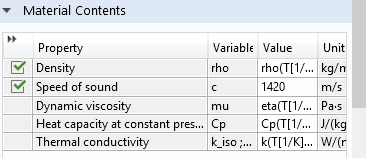 Material Contents
Property Variable Value Unit
Density rho rho(T[1/... kg/m
Speed of sound c 1420 m/s
Dynamic viscosity mu eta(T[1/... Pa·s
Heat capacity at constant pres... Cp Cp(T[1/... J/(kg
Thermal conductivity k_iso ;... k(T[1/K]... W/(m